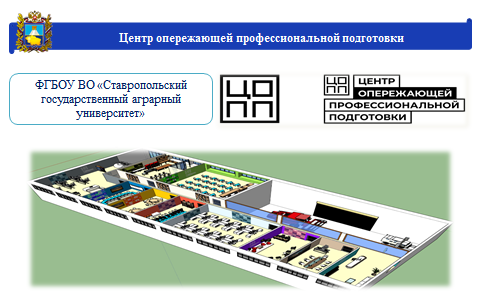 Центр опережающей профессиональной подготовки
ФГБОУ ВО «Ставропольский
государственный аграрный
университет»
ЦО
ПП
ЦО
ПП
ЦЕНТР
ОПЕРЕЖАЮЩЕЙ
ПРОФЕССИОНАЛЬНОЙ
ПОДГОТОВКИ